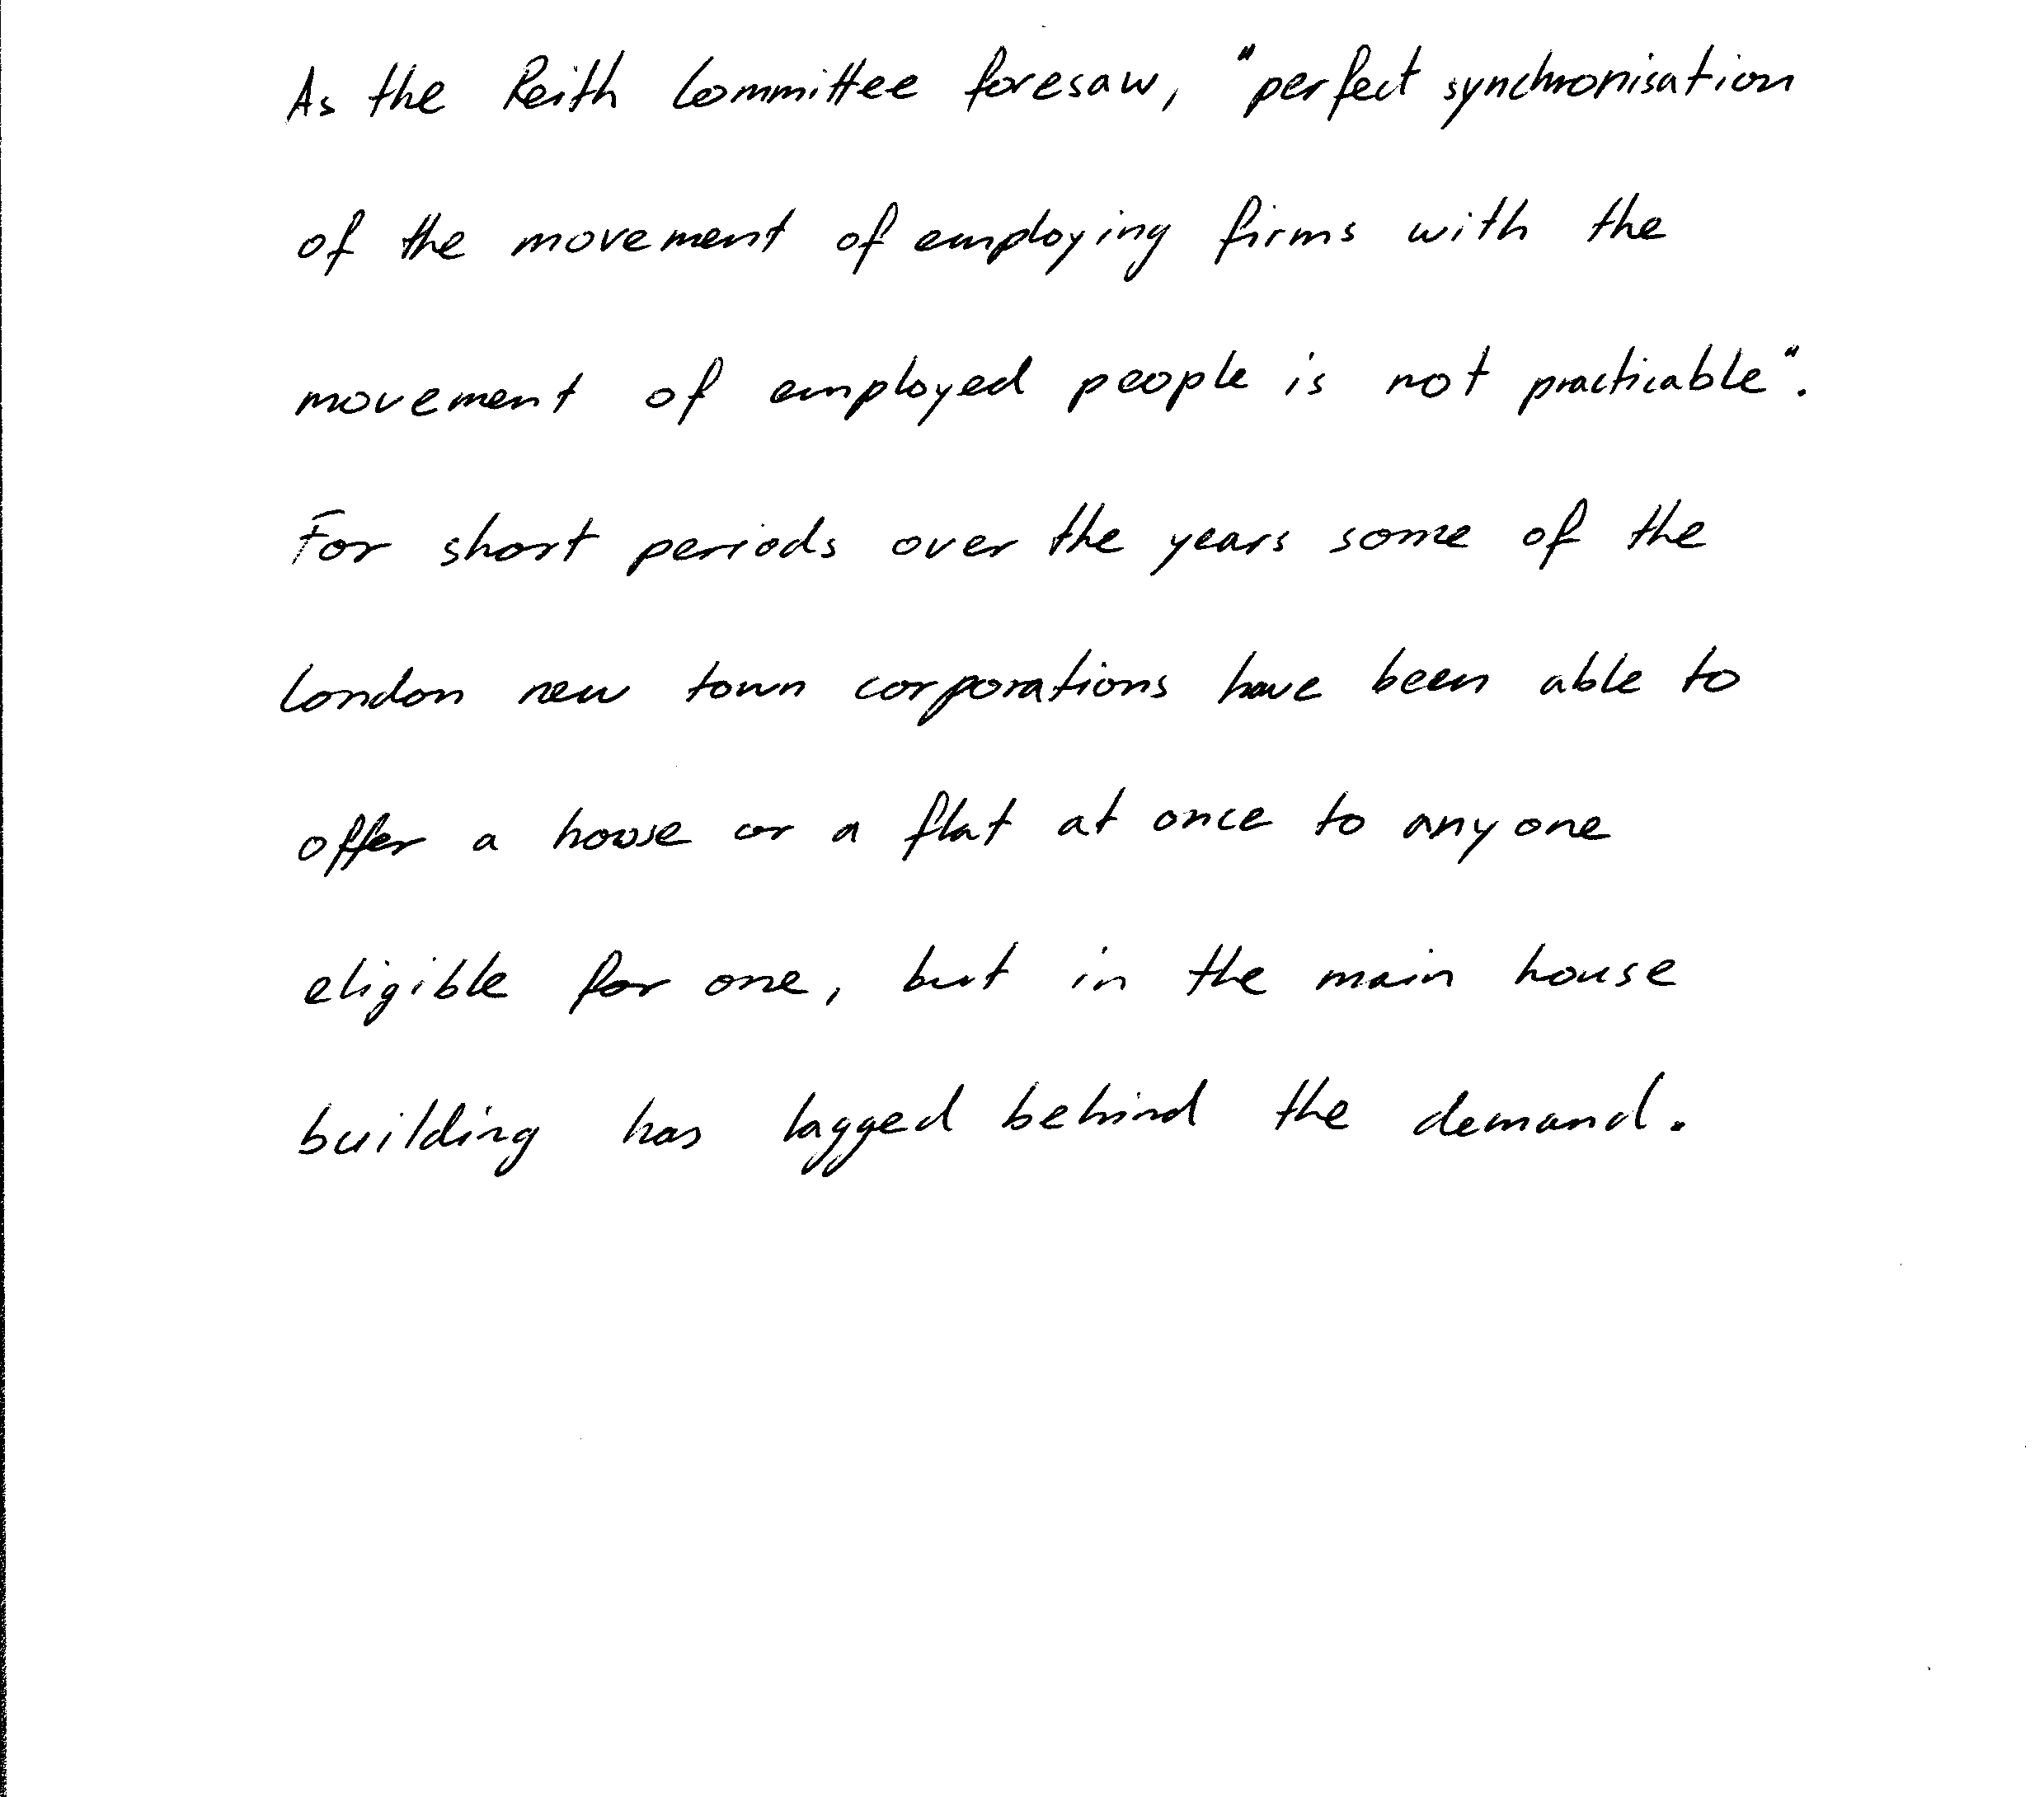 As the Reith Committee foresaw, "perfect synchronisation
of the movement of employing firms with the
movement of employed people is not practicable".
For short periods over the years some of the
London new town corporations have been able to
offer a house or a flat at once to anyone
eligible for one, but in the main house
building has lagged behind the demand.